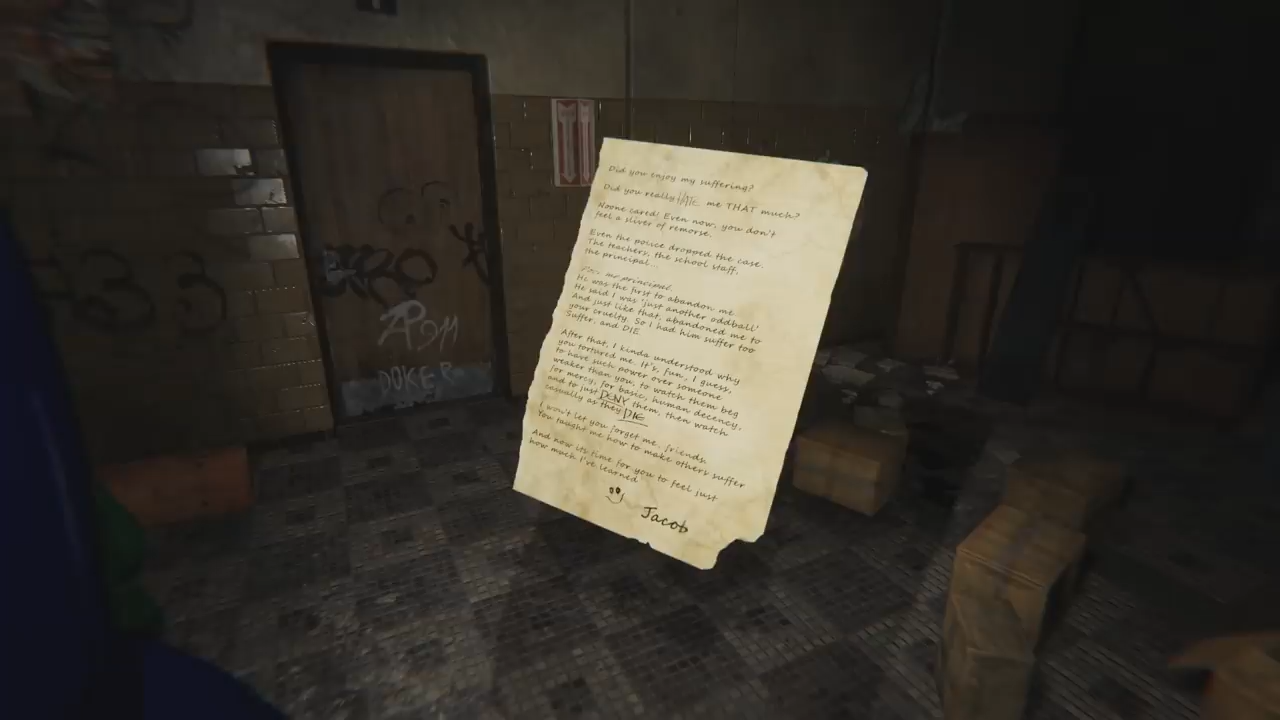 Did you enjoy my suffering?
Did you really HATE me THAT much?
Noone cared! Even now, you don't
feel a sliver of remorse.
Even the police dropped the case.
The teachers, the school staff,
the principal...
principal.
He was the first to abandon me
He said I was 'just another oddball'
And just like that, abandoned me to
your cruelty. So I had him suffer too
Suffer, and DIE.
After that, I kinda understood why
you tortured me. It's, fun, I guess,
to have such power over someone
weaker than you, to watch them beg
for mercy, for basic, human decency,
and to just DENY them, then watch
casually as they DIE
I won't let you forget me, friends.
You taught me how to make others suffer
And now its time for you to feel just
how much I've learned
Jacob
DOKER